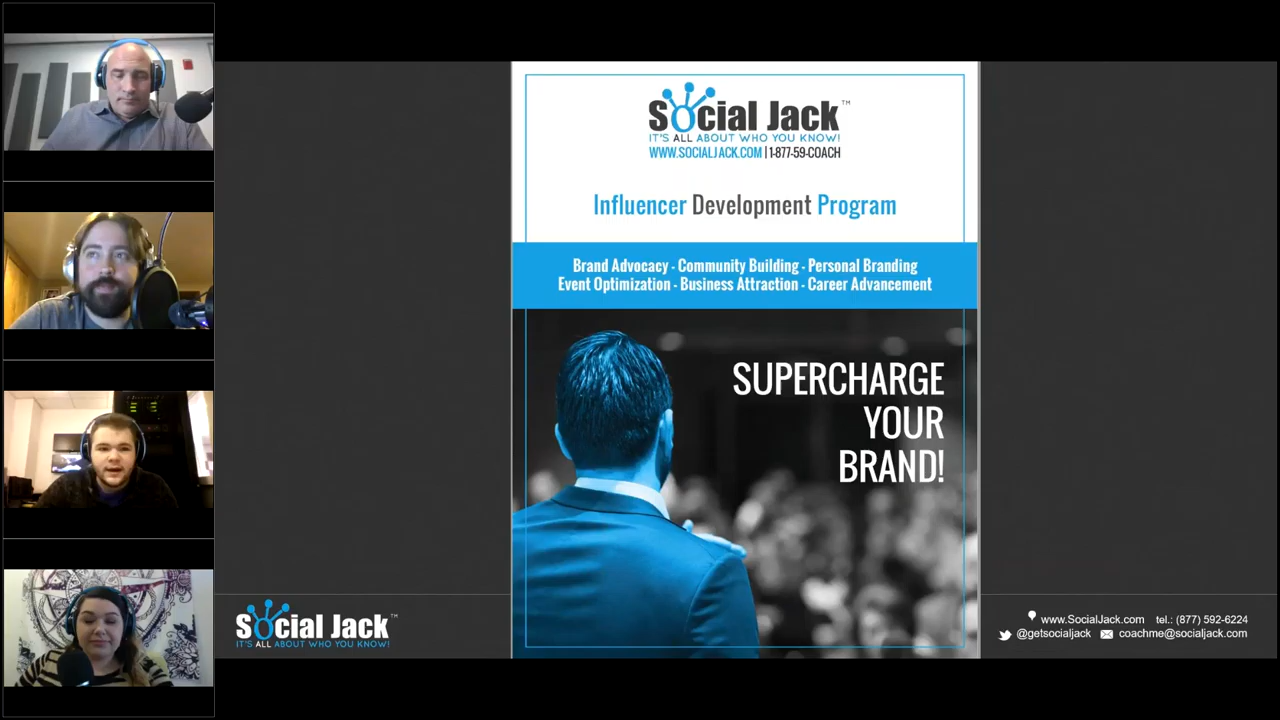 Social Jack™
IT'S ALL ABOUT WHO YOU KNOW!
WWW.SOCIALJACK.COM | 1-877-59-COACH
Influencer Development Program
Brand Advocacy - Community Building - Personal Branding
Event Optimization - Business Attraction - Career Advancement
SUPERCHARGE
YOUR
BRAND!
Social Jack™
IT'S ALL ABOUT WHO YOU KNOW!
www.SocialJack.com tel.: (877) 592-6224
@getsocialjack coachme@socialjack.com